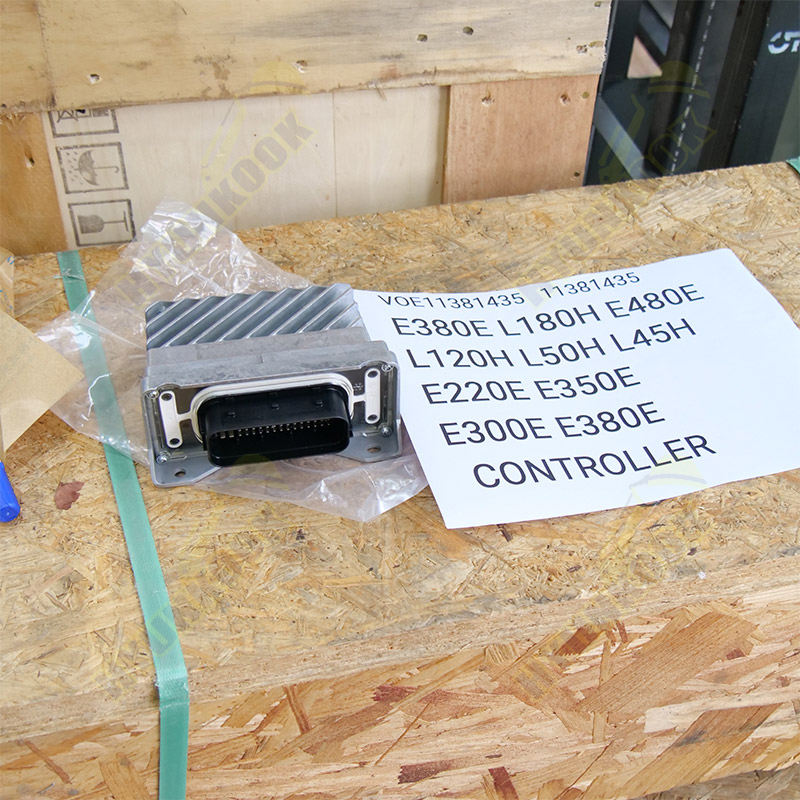 VOE11381435 11381435
E380E L180H E480E
L120H L50H L45H
E220E E350E
E300E E380E
CONTROLLER